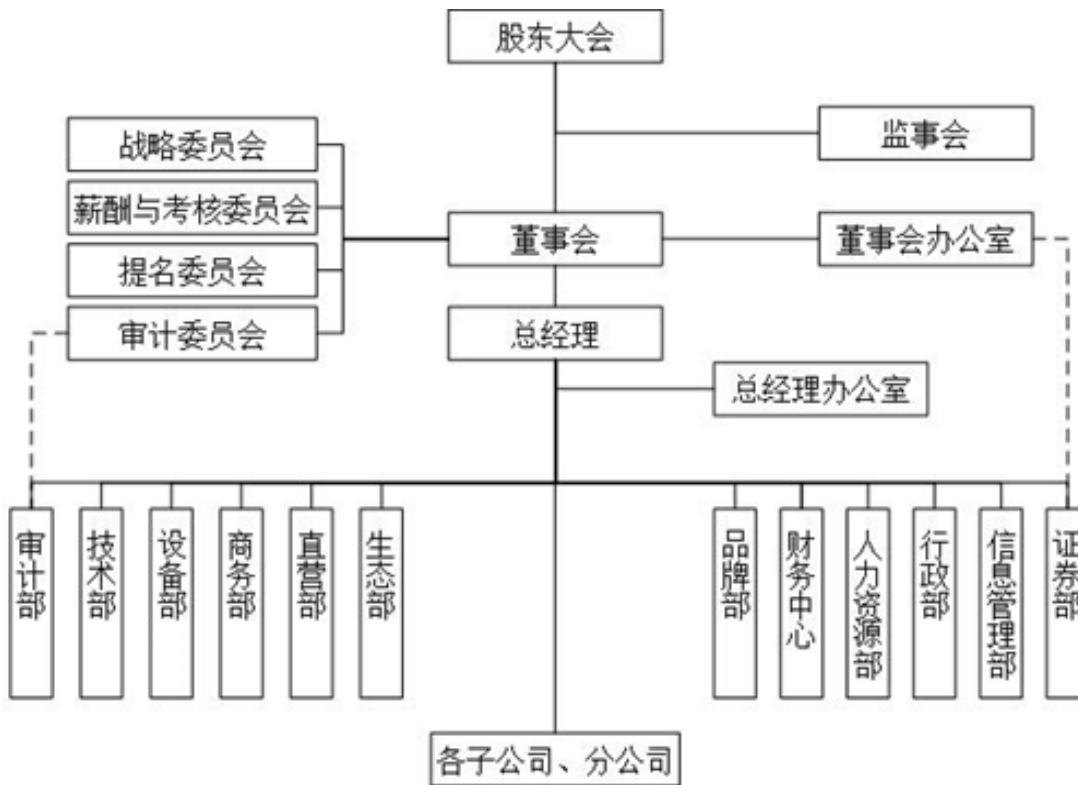 股东大会
监事会
战略委员会
薪酬与考核委员会
董事会
董事会办公室
提名委员会
审计委员会
总经理
总经理办公室
审计部
技术部
设备部
商务部
直营部
生态部
品牌部
财务中心
人力资源部
行政部
信息管理部
证券部
各子公司、分公司